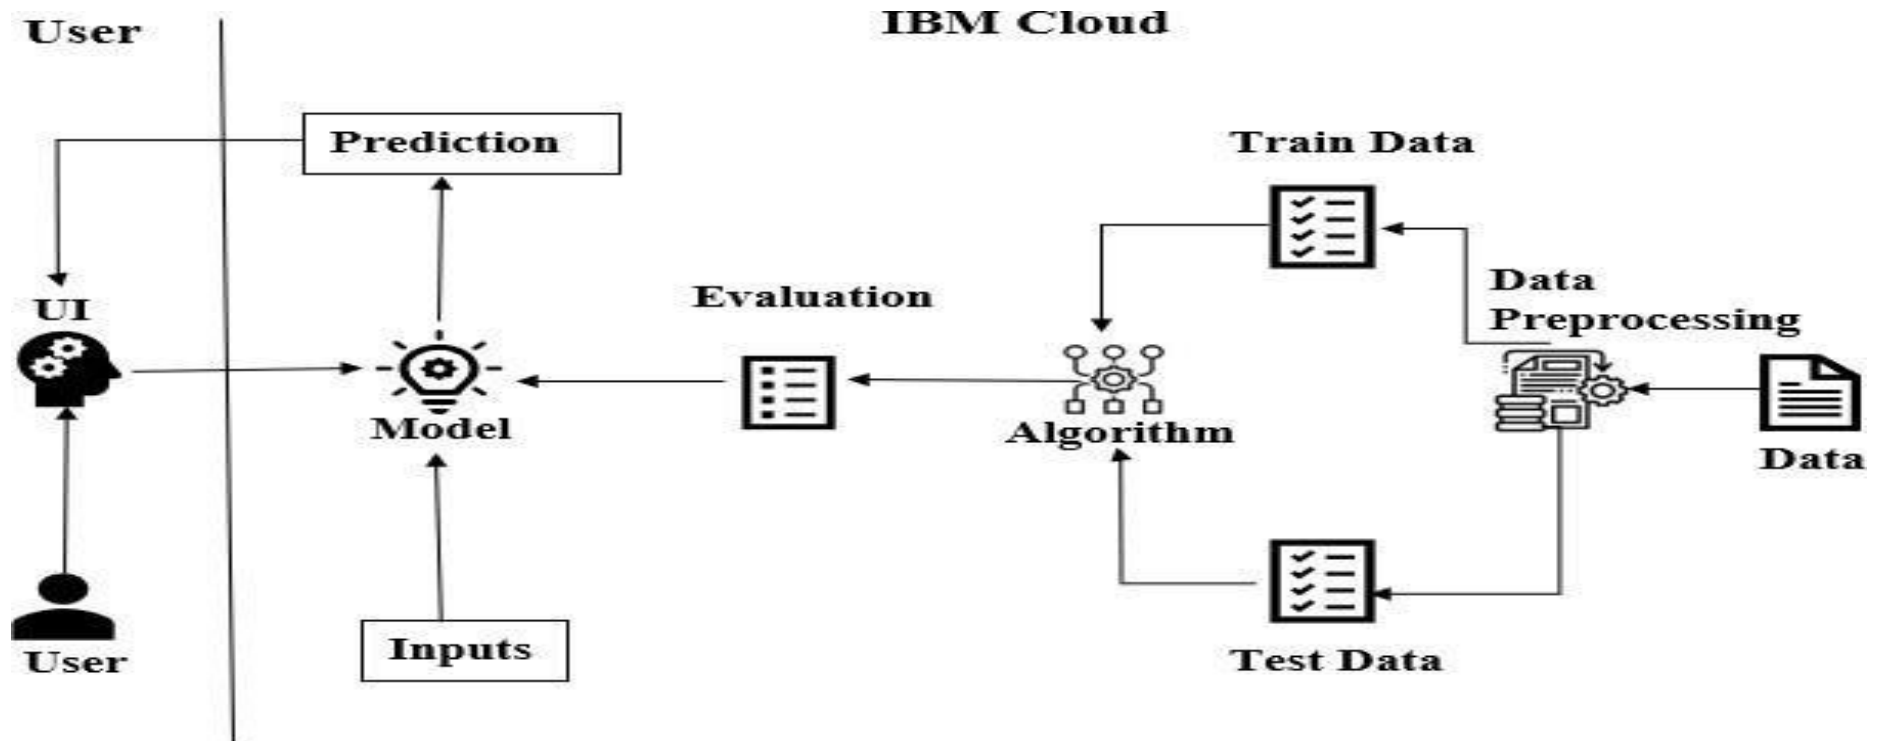 User
IBM Cloud
Prediction
Train Data
UI
Evaluation
Data
Preprocessing
Model
Algorithm
Data
User
Inputs
Test Data